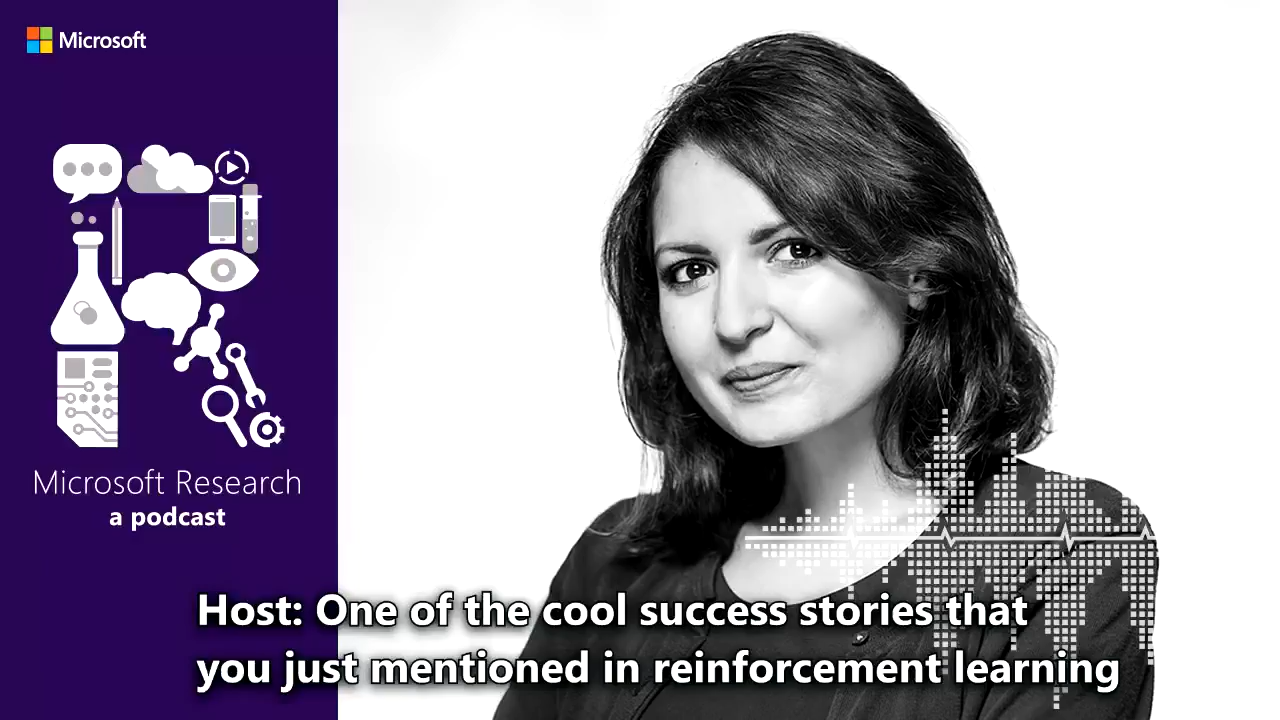 Microsoft
Microsoft Research
a podcast
Host: One of the cool success stories that
you just mentioned in reinforcement learning